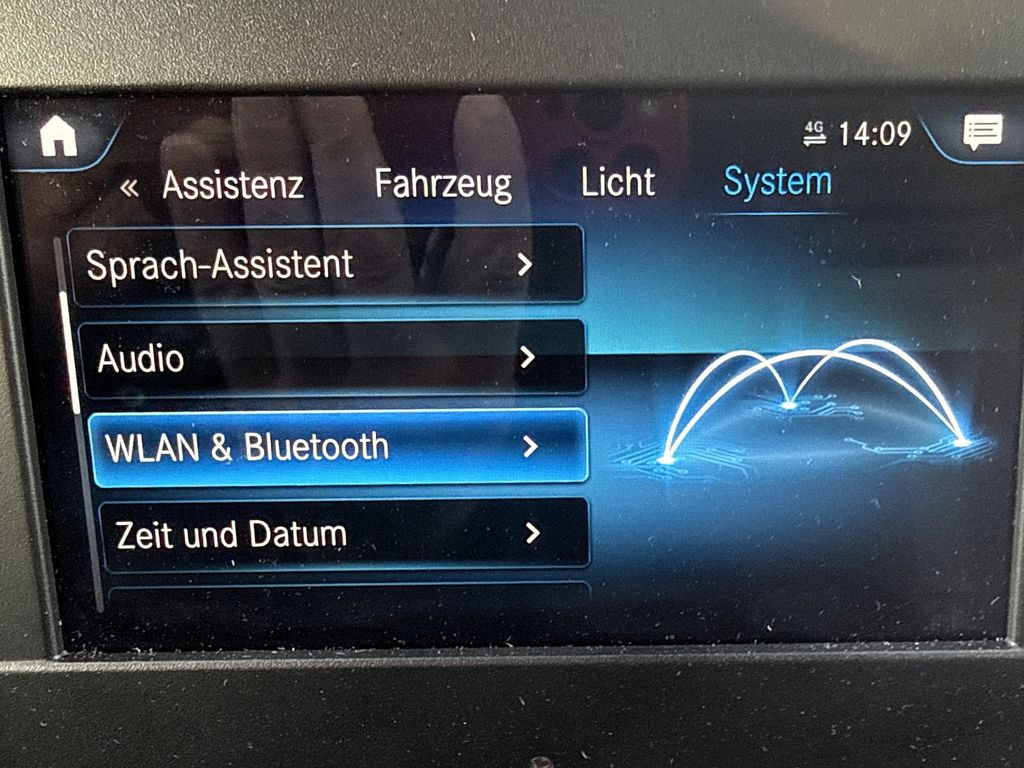 4G 14:09
« Assistenz Fahrzeug Licht System
Sprach-Assistent >
Audio >
WLAN & Bluetooth >
Zeit und Datum >